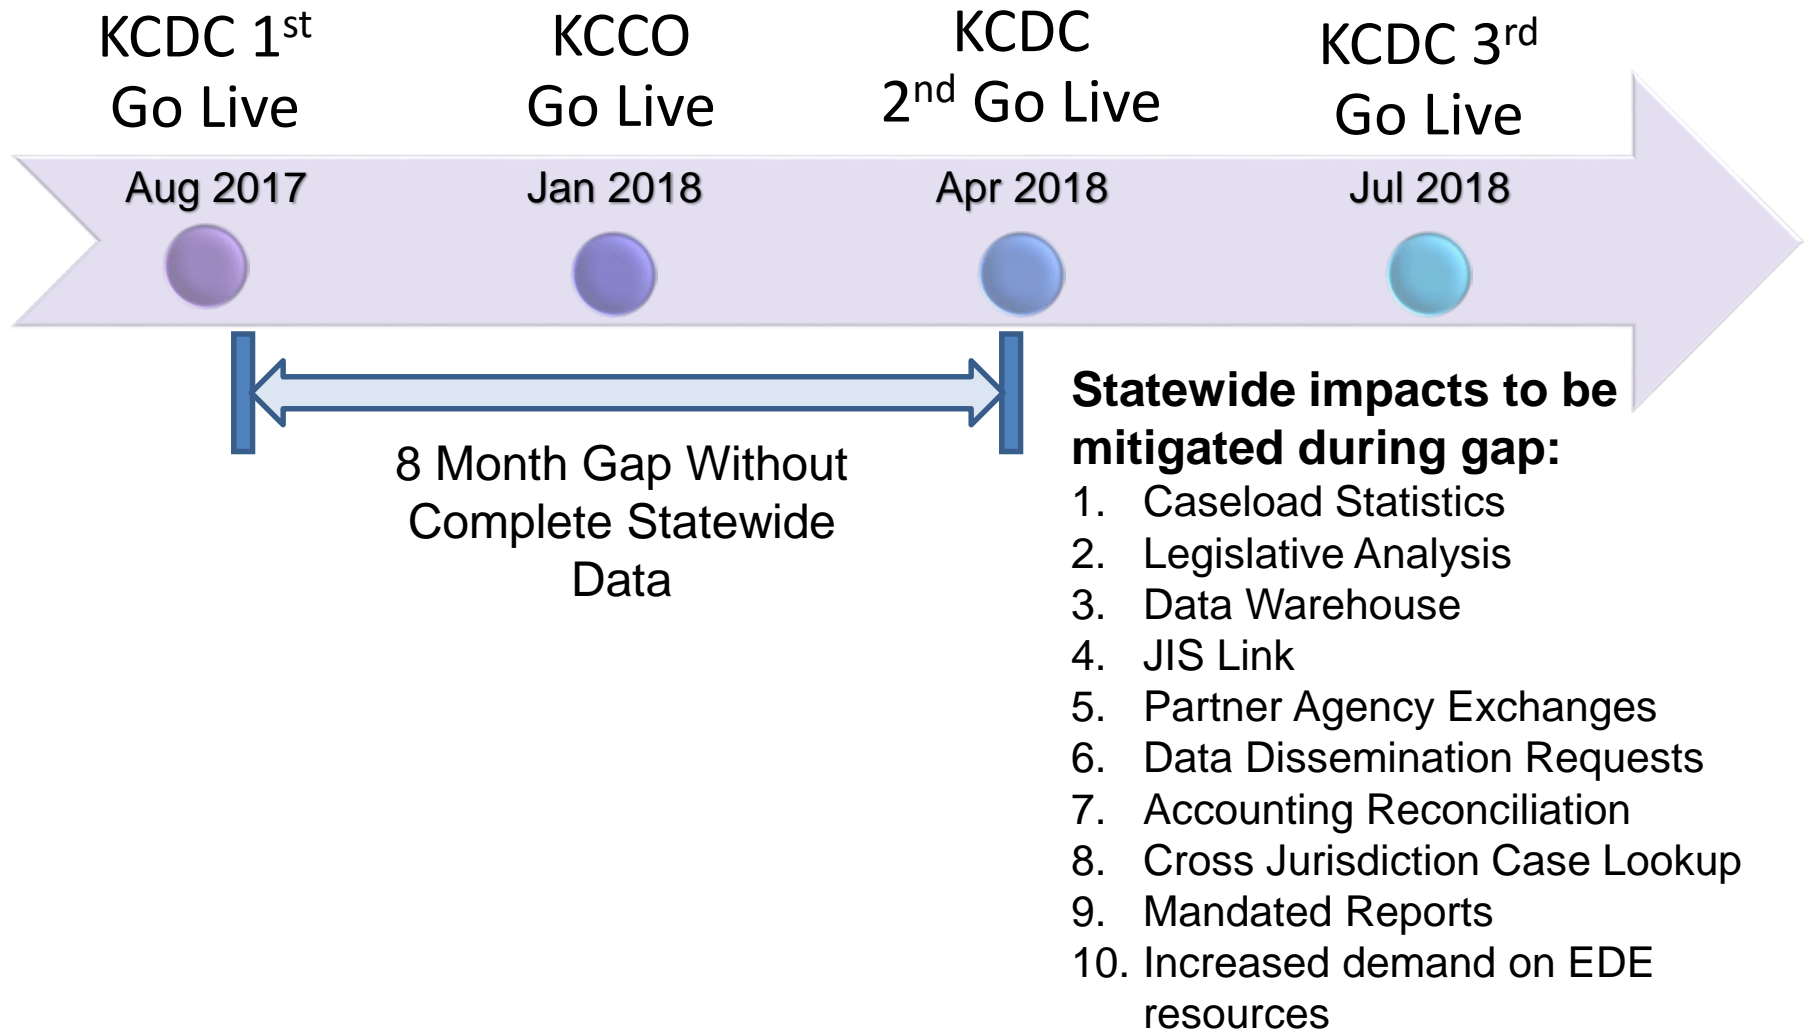 KCDC 1st
Go Live
KCCO
Go Live
KCDC
2nd Go Live
KCDC 3rd
Go Live
Aug 2017
Jan 2018
Apr 2018
Jul 2018
8 Month Gap Without
Complete Statewide
Data
Statewide impacts to be
mitigated during gap:
1. Caseload Statistics
2. Legislative Analysis
3. Data Warehouse
4. JIS Link
5. Partner Agency Exchanges
6. Data Dissemination Requests
7. Accounting Reconciliation
8. Cross Jurisdiction Case Lookup
9. Mandated Reports
10. Increased demand on EDE
resources